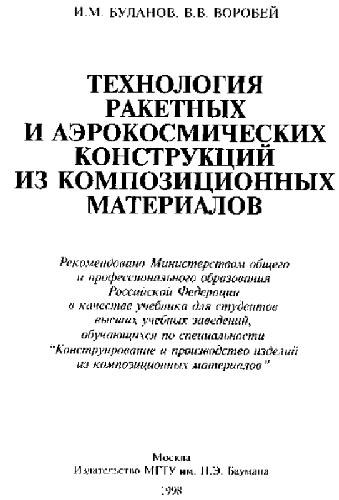 И.М. БУЛАНОВ, В.В. ВОРОБЕЙ
ТЕХНОЛОГИЯ
РАКЕТНЫХ
И АЭРОКОСМИЧЕСКИХ
КОНСТРУКЦИЙ
ИЗ КОМПОЗИЦИОННЫХ
МАТЕРИАЛОВ
Рекомендовано Министерством общего
и профессионального образования
Российской Федерации
в качестве учебника для студентов
высших учебных заведений,
обучающихся по специальности
"Конструирование и производство изделий
из композиционных материалов"
Москва
Издательство МГТУ им. Н.Э. Баумана
1998